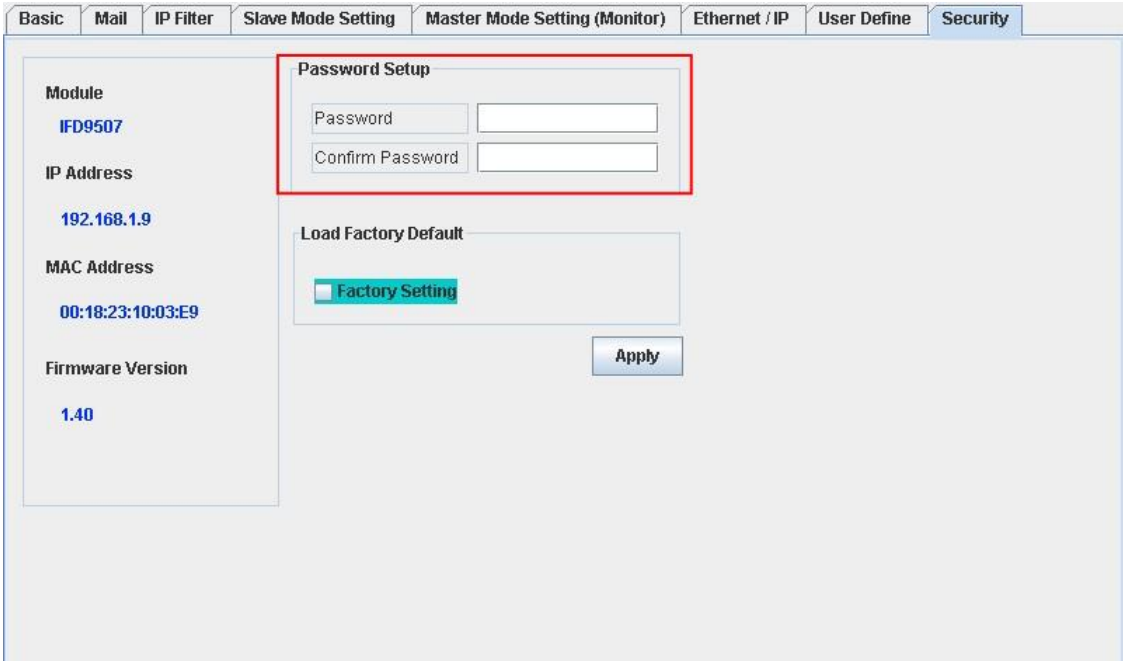 Basic Mail IP Filter Slave Mode Setting Master Mode Setting (Monitor) Ethernet / IP User Define Security
Module
IFD9507
IP Address
192.168.1.9
MAC Address
00:18:23:10:03:E9
Firmware Version
1.40
Password Setup
Password
Confirm Password
Load Factory Default
Factory Setting
Apply